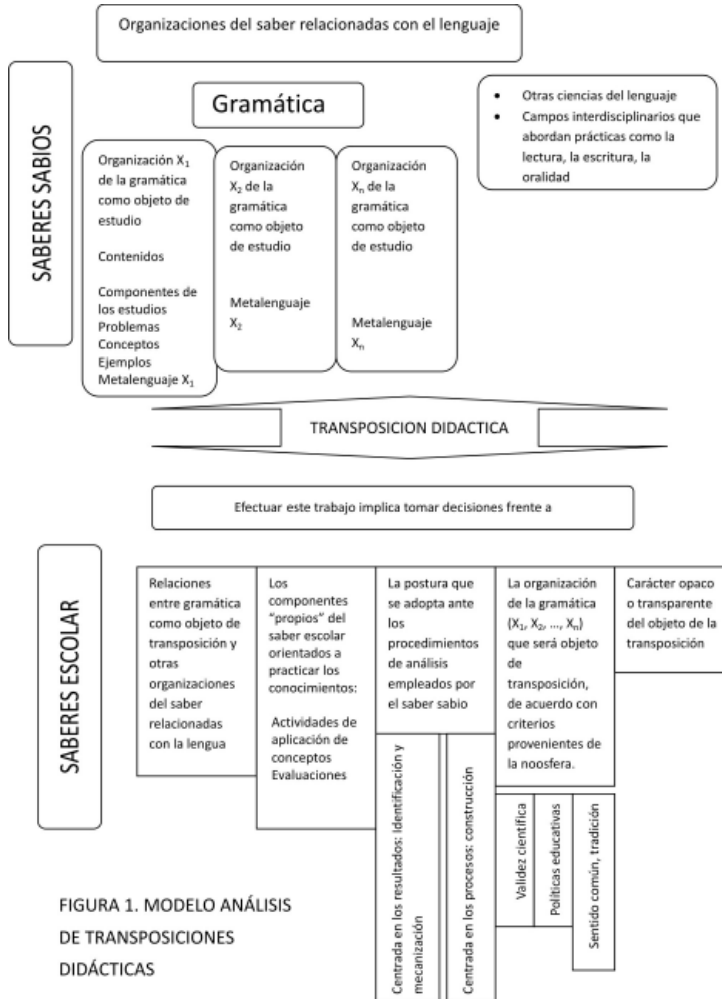 Organizaciones del saber relacionadas con el lenguaje
SABERES SABIOS
Gramática
• Otras ciencias del lenguaje
• Campos interdisciplinarios que
abordan prácticas como la
lectura, la escritura, la
oralidad
Organización X₁
de la gramática
como objeto de
estudio
Contenidos
Componentes de
los estudios
Problemas
Conceptos
Ejemplos
Metalenguaje X₁
Organización
X₂ de la
gramática
como objeto
de estudio
Metalenguaje
X₂
Organización
Xₙ de la
gramática
como objeto
de estudio
Metalenguaje
Xₙ
TRANSPOSICION DIDACTICA
Efectuar este trabajo implica tomar decisiones frente a
SABERES ESCOLAR
Relaciones
entre gramática
como objeto de
transposición y
otras
organizaciones
del saber
relacionadas
con la lengua
Los
componentes
“propios” del
saber escolar
orientados a
practicar los
conocimientos:
Actividades de
aplicación de
conceptos
Evaluaciones
La postura que
se adopta ante
los
procedimientos
de análisis
empleados por
el saber sabio
La organización
de la gramática
(X₁, X₂, ..., Xₙ)
que será objeto
de
transposición,
de acuerdo con
criterios
provenientes de
la noosfera.
Carácter opaco
o transparente
del objeto de la
transposición
Centrada en los resultados: Identificación y
mecanización
Centrada en los procesos: construcción
Validez científica
Políticas educativas
Sentido común, tradición
FIGURA 1. MODELO ANÁLISIS
DE TRANSPOSICIONES
DIDÁCTICAS